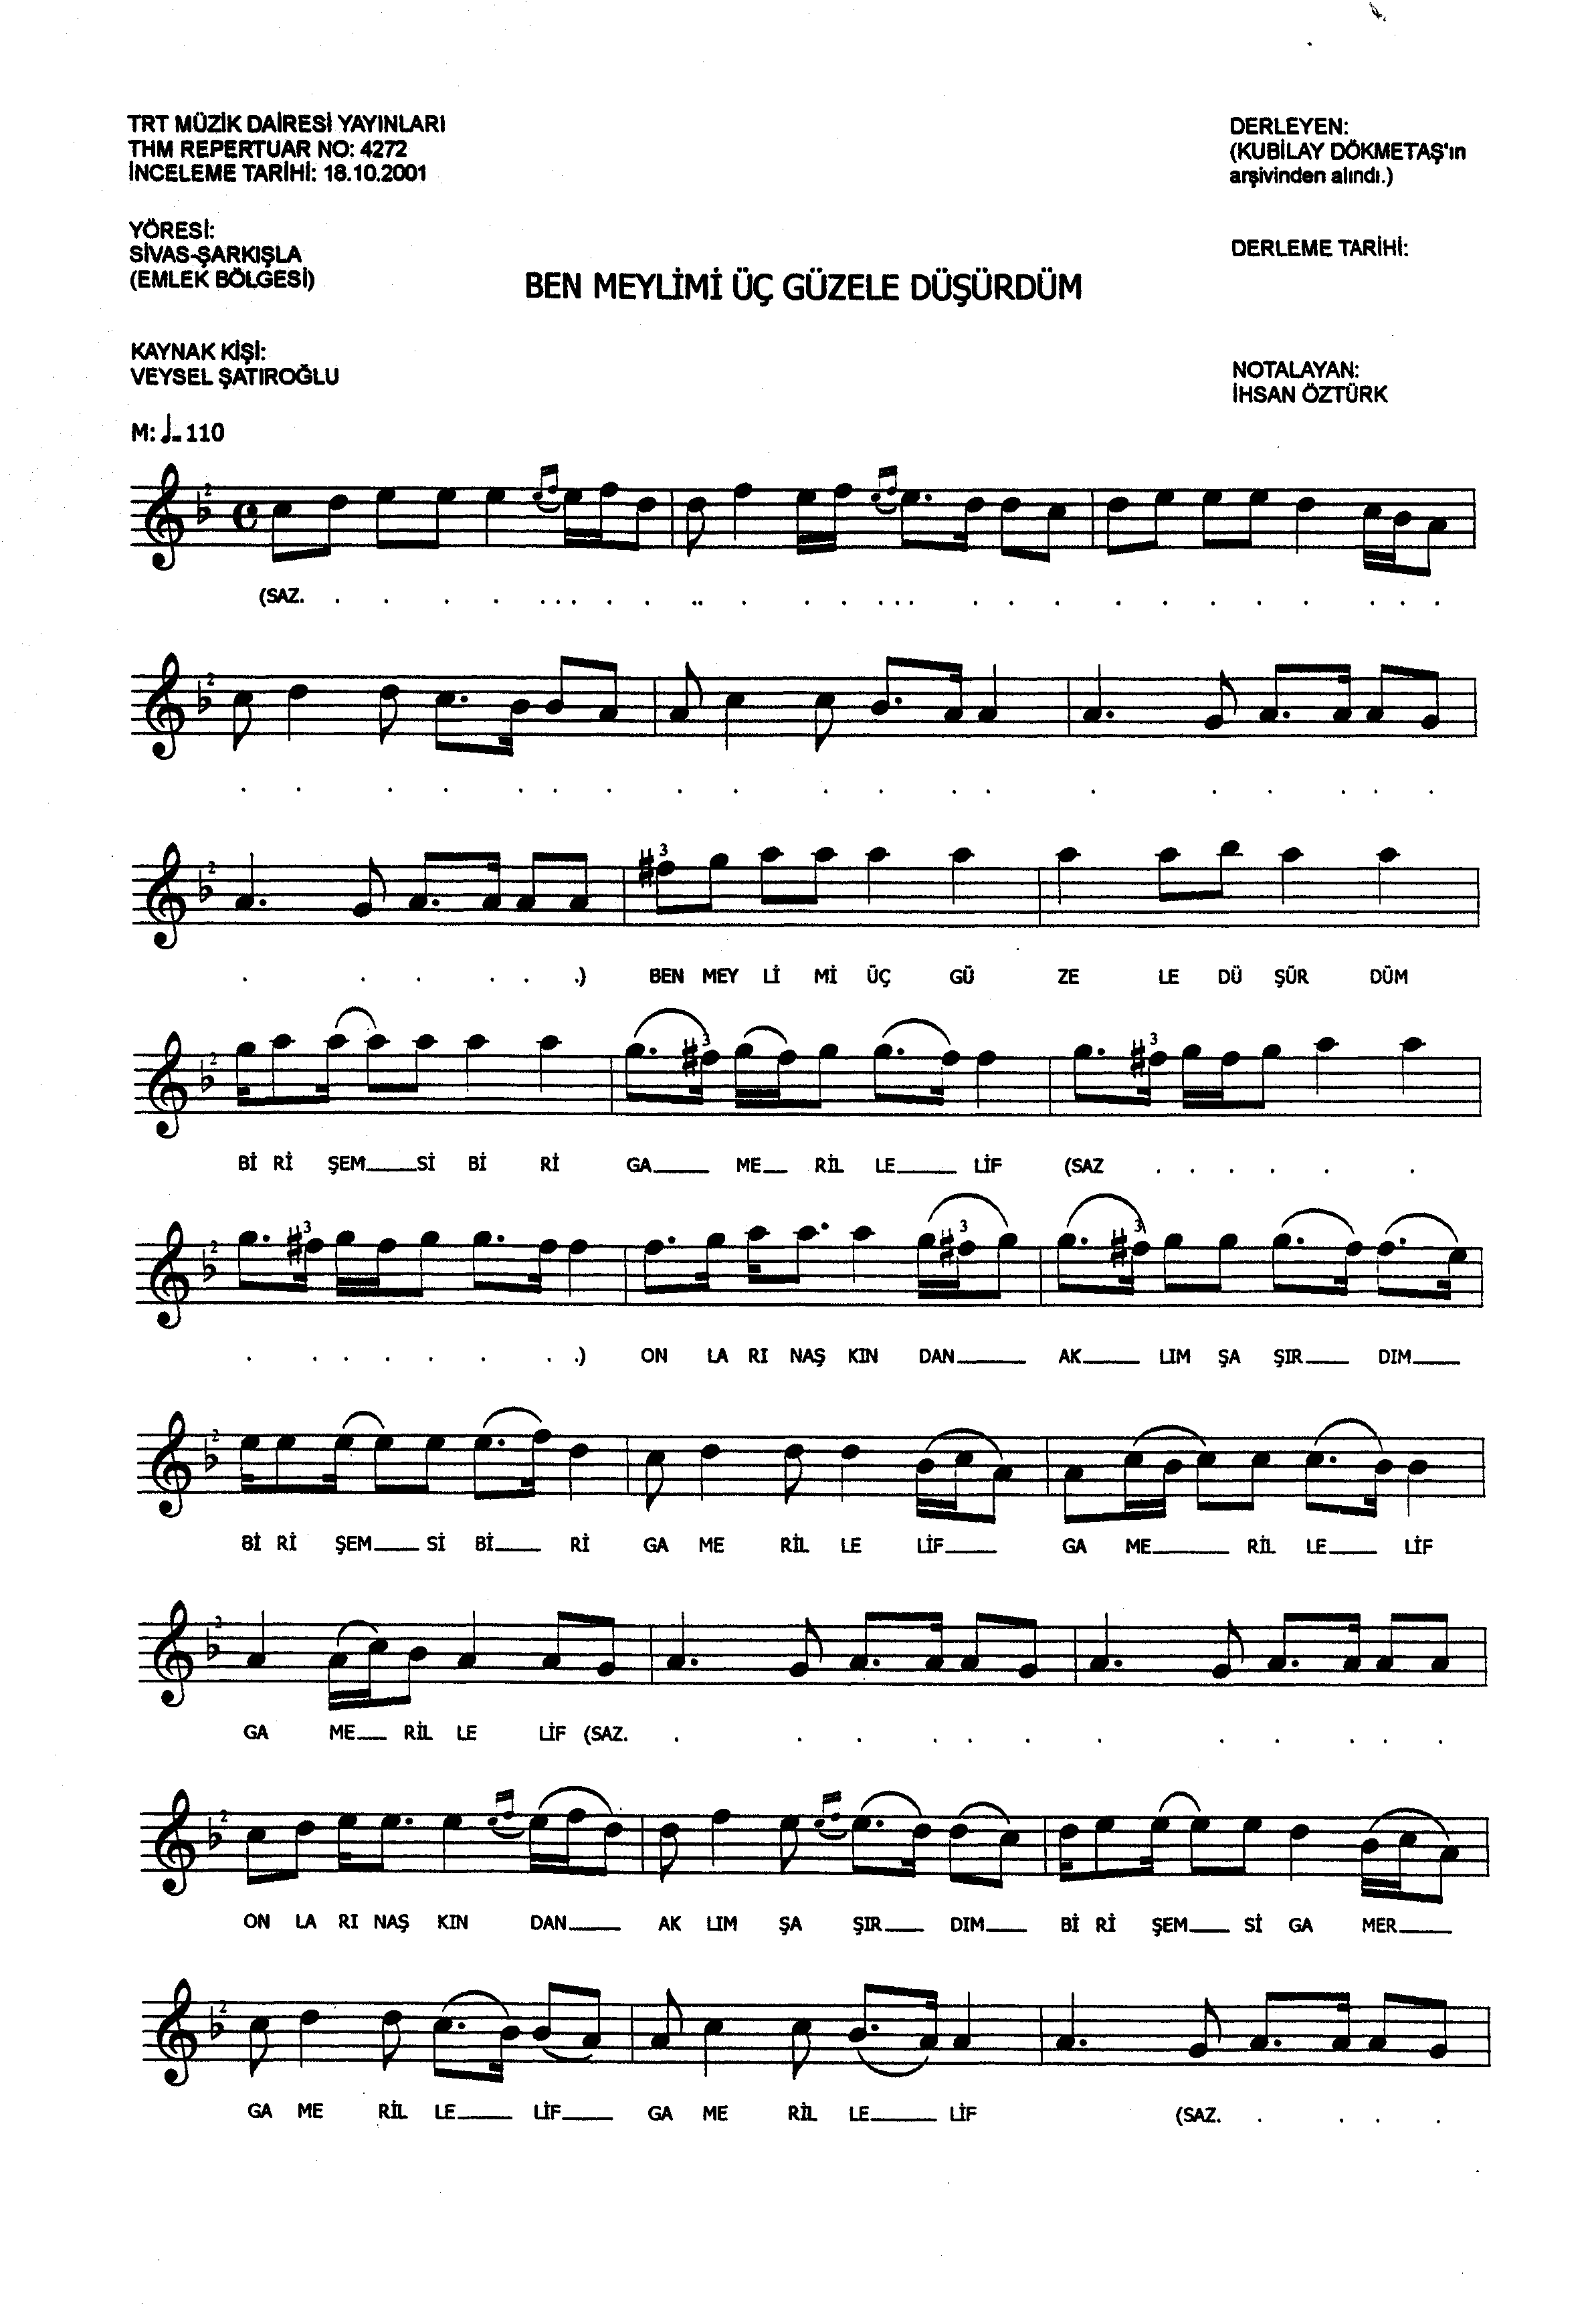 TRT MÜZİK DAİRESİ YAYINLARI
THM REPERTUAR NO: 4272
İNCELEME TARİHİ: 18.10.2001
DERLEYEN:
(KUBİLAY DÖKMETAŞ'ın
arşivinden alındı.)
YÖRESİ:
SİVAS-ŞARKIŞLA
(EMLEK BÖLGESİ)
DERLEME TARİHİ:
BEN MEYLİMİ ÜÇ GÜZELE DÜŞÜRDÜM
KAYNAK KİŞİ:
VEYSEL ŞATIROĞLU
NOTALAYAN:
İHSAN ÖZTÜRK
M: ♩= 110
(SAZ. . . . . . . . . . . . . . . . . . . . . . . . . . . . .
. . . . . . . . . . . . . . . . . . .
. . . . . .) BEN MEY Lİ Mİ ÜÇ GÜ ZE LE DÜ ŞÜR DÜM
Bİ Rİ ŞEM___Sİ Bİ Rİ GA___ ME__ RİL LE___ LİF (SAZ . . . . . .
. . . . . . . .) ON LA RI NAŞ KIN DAN___ AK___ LIM ŞA ŞIR___ DIM___
Bİ Rİ ŞEM___ Sİ Bİ___ Rİ GA ME RİL LE LİF___ GA ME___ RİL LE___ LİF
GA ME__ RİL LE LİF (SAZ. . . . . . . . . . . . .
ON LA RI NAŞ KIN DAN___ AK LIM ŞA ŞIR___ DIM___ Bİ Rİ ŞEM___ Sİ GA MER___
GA ME RİL LE___ LİF___ GA ME RİL LE___ LİF (SAZ. . . . .